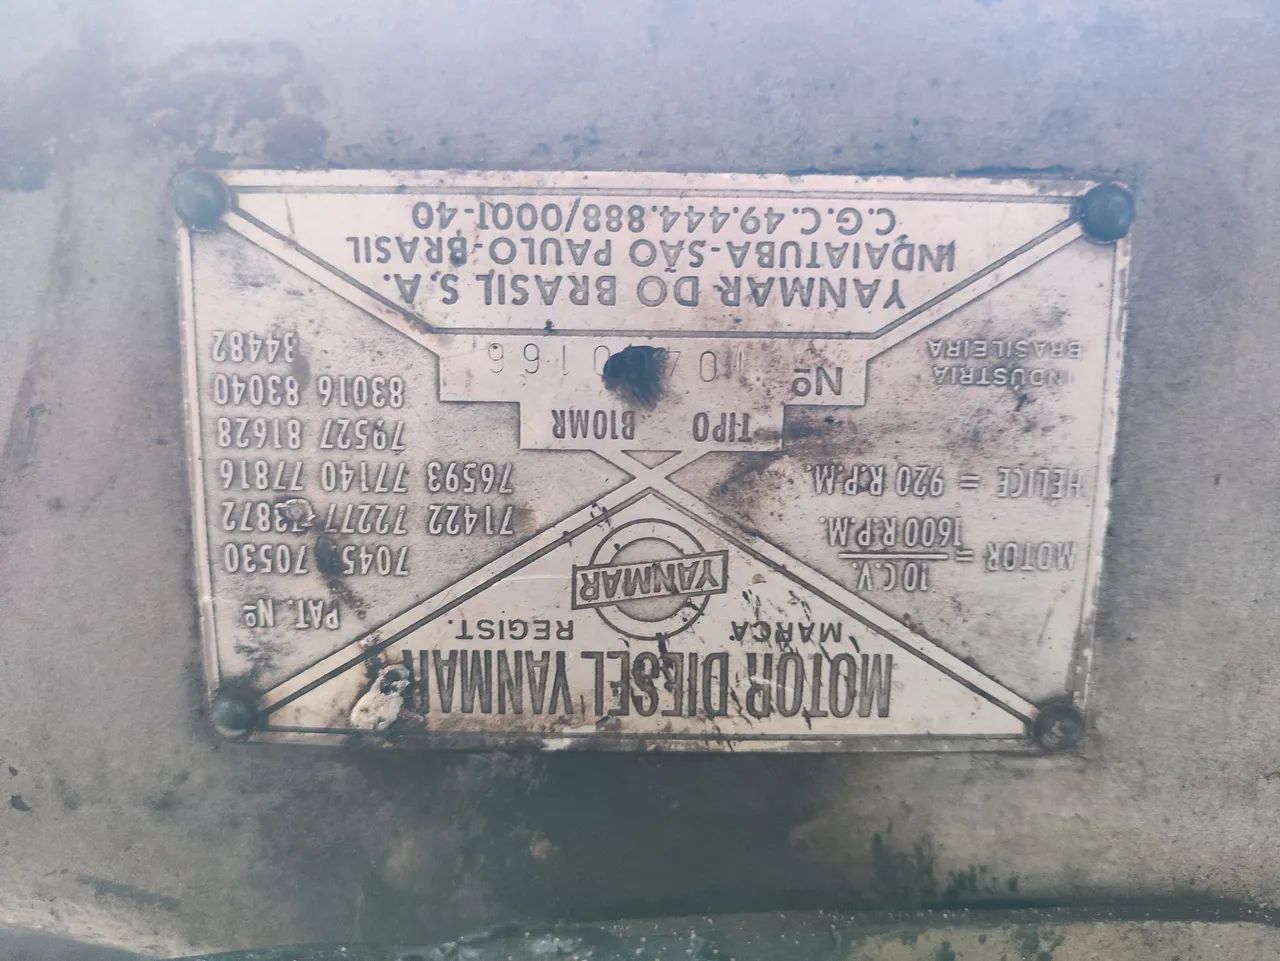 MOTOR DIESEL YANMAR
MARCA REGIST.
YANMAR
MOTOR = 10 C.V. / 1600 R.P.M.
HÉLICE = 920 R.P.M.
INDÚSTRIA
BRASILEIRA
PAT. Nº
70530
71422 72277 73872
76593 77140 77816
79527 81628
83016 83040
34482
TIPO B10MR
Nº
YANMAR DO BRASIL S.A.
INDAIATUBA-SÃO PAULO-BRASIL
C.G.C. 49.444.888/0001-40